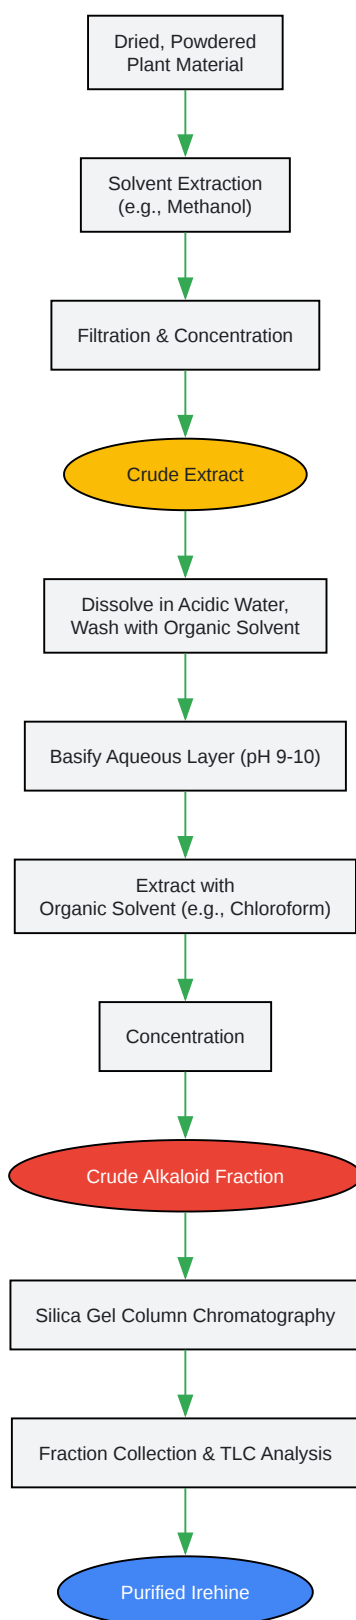 Dried, Powdered
Plant Material
Solvent Extraction
(e.g., Methanol)
Filtration & Concentration
Crude Extract
Dissolve in Acidic Water,
Wash with Organic Solvent
Basify Aqueous Layer (pH 9-10)
Extract with
Organic Solvent (e.g., Chloroform)
Concentration
Crude Alkaloid Fraction
Silica Gel Column Chromatography
Fraction Collection & TLC Analysis
Purified Irehine